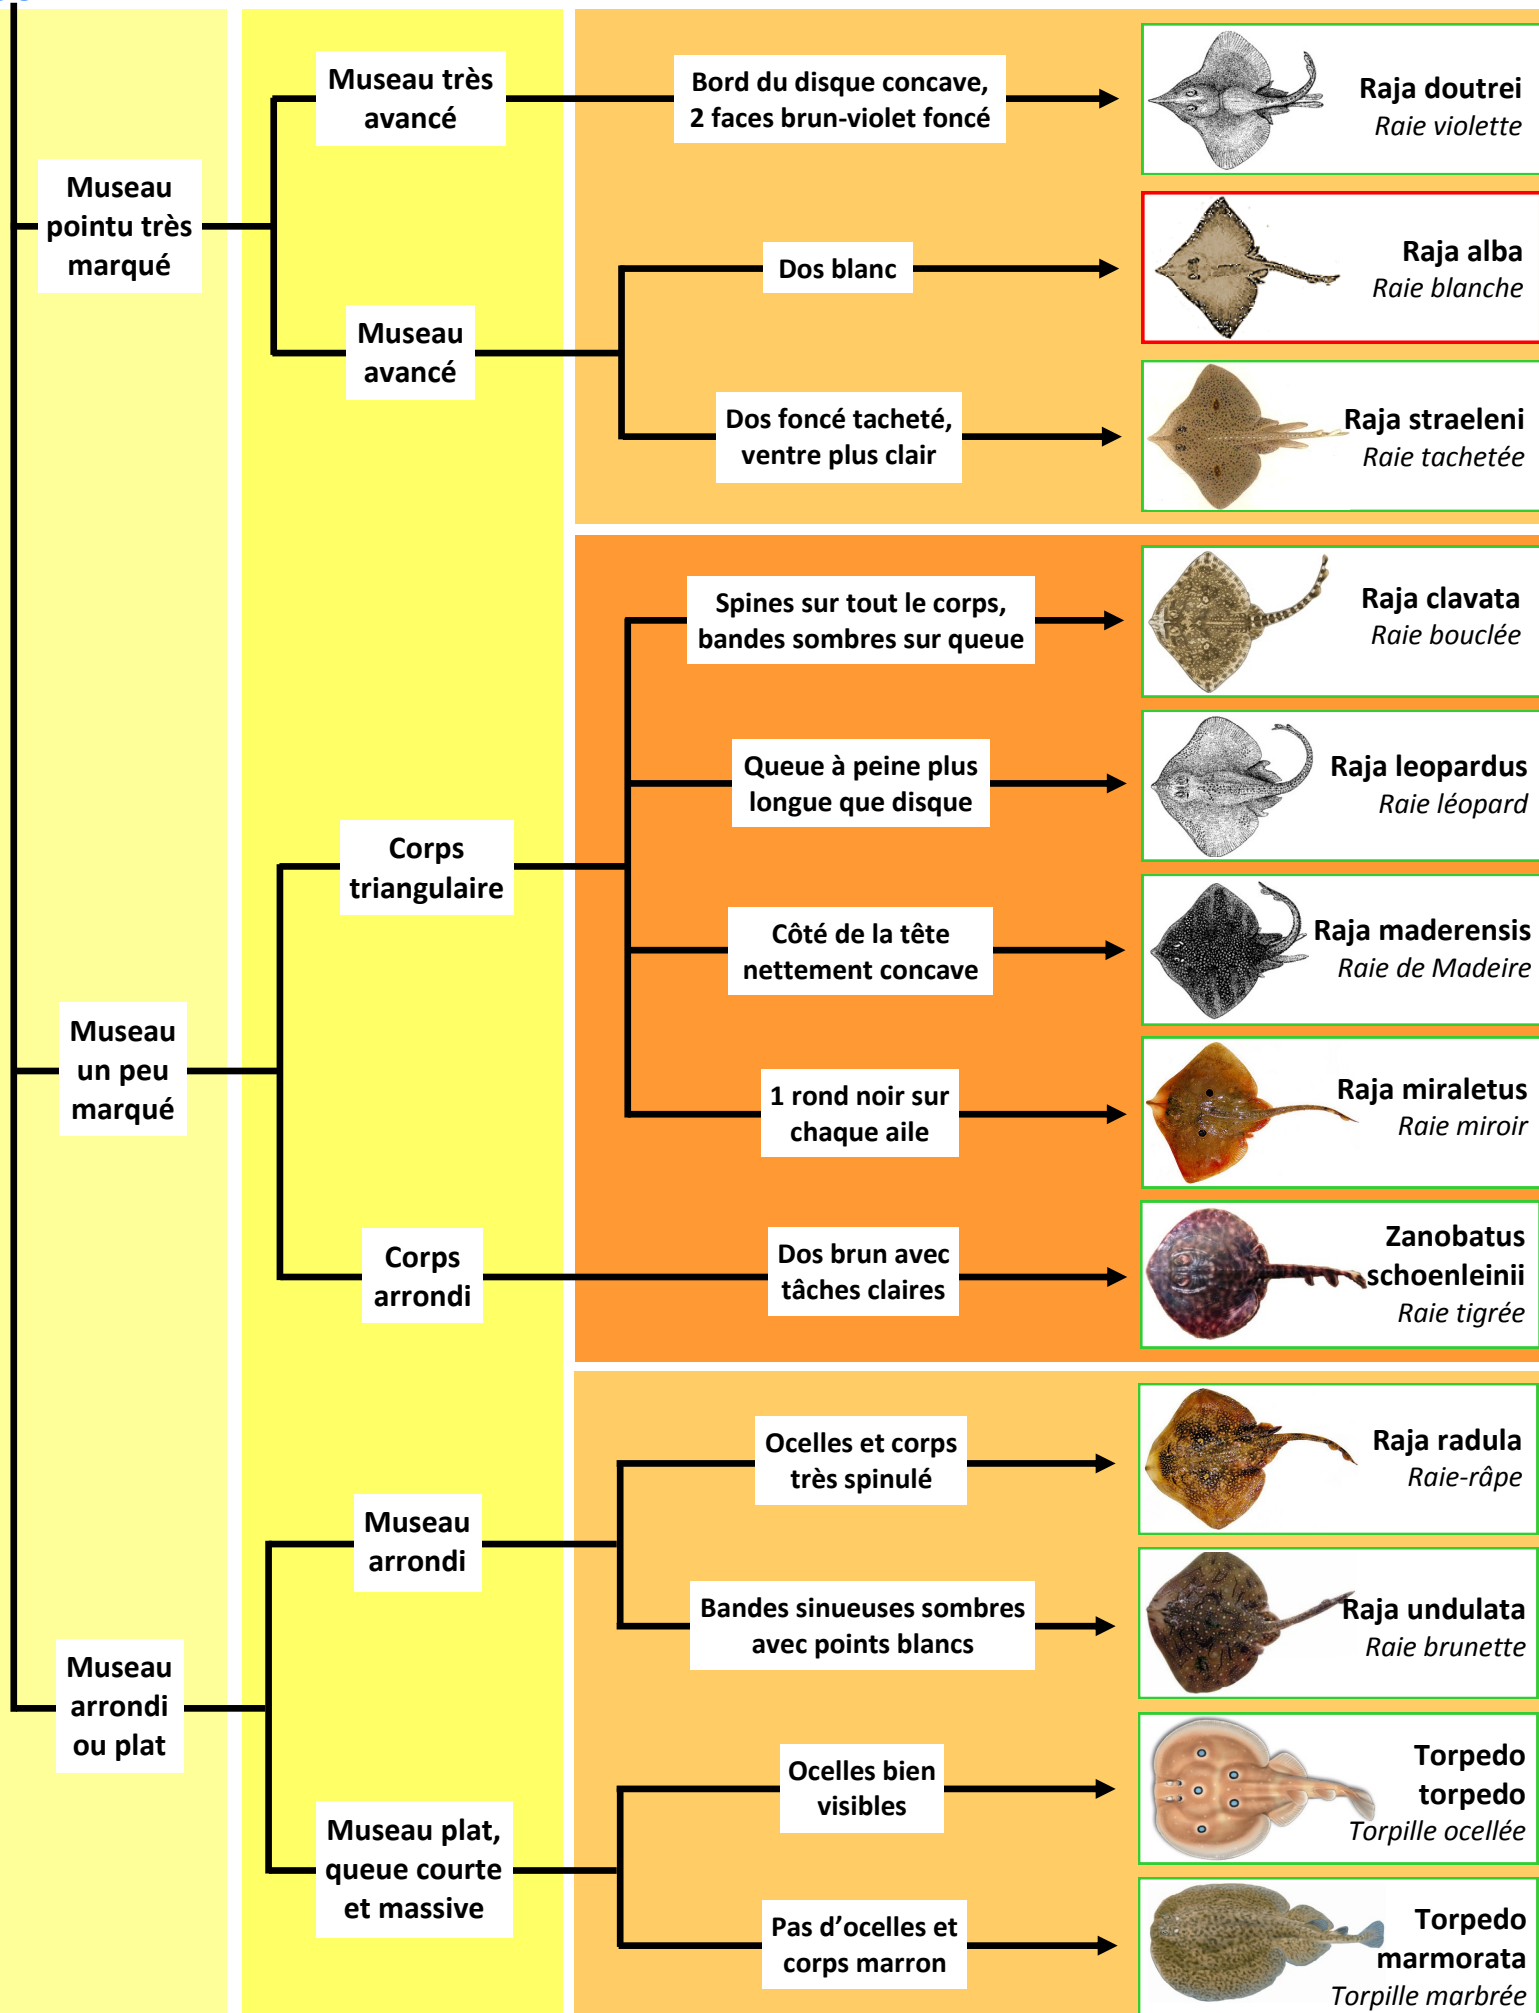 Museau
pointu très
marqué
Museau très
avancé
Bord du disque concave,
2 faces brun-violet foncé
Raja doutrei
Raie violette
Museau
avancé
Dos blanc
Raja alba
Raie blanche
Dos foncé tacheté,
ventre plus clair
Raja straeleni
Raie tachetée
Museau
un peu
marqué
Corps
triangulaire
Spines sur tout le corps,
bandes sombres sur queue
Raja clavata
Raie bouclée
Queue à peine plus
longue que disque
Raja leopardus
Raie léopard
Côté de la tête
nettement concave
Raja maderensis
Raie de Madeire
1 rond noir sur
chaque aile
Raja miraletus
Raie miroir
Corps
arrondi
Dos brun avec
tâches claires
Zanobatus
schoenleinii
Raie tigrée
Museau
arrondi
ou plat
Museau
arrondi
Ocelles et corps
très spinulé
Raja radula
Raie-râpe
Bandes sinueuses sombres
avec points blancs
Raja undulata
Raie brunette
Museau plat,
queue courte
et massive
Ocelles bien
visibles
Torpedo
torpedo
Torpille ocellée
Pas d’ocelles et
corps marron
Torpedo
marmorata
Torpille marbrée